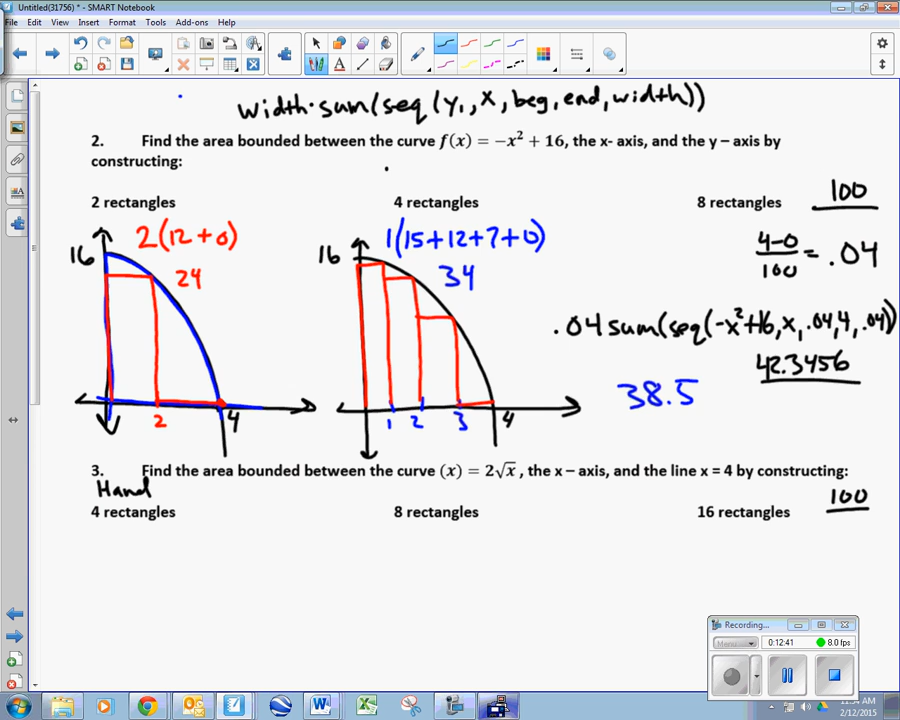 Untitled(31756) * - SMART Notebook
File Edit View Insert Format Tools Add-ons Help
width·sum(seq(y₁,x,beg,end,width))
2. Find the area bounded between the curve f(x) = −x² + 16, the x- axis, and the y – axis by
constructing:
2 rectangles 4 rectangles 8 rectangles 100
2(12+0)
24
16
2 4
1(15+12+7+0)
34
16
1 2 3 4
4-0/100 = .04
.04sum(seq(-x²+16,x,.04,4,.04))
42.3456
38.5
3. Find the area bounded between the curve (x) = 2√x , the x – axis, and the line x = 4 by constructing:
Hand
4 rectangles 8 rectangles 16 rectangles 100
Recording...
Menu
0:12:41 8.0 fps
2/12/2015